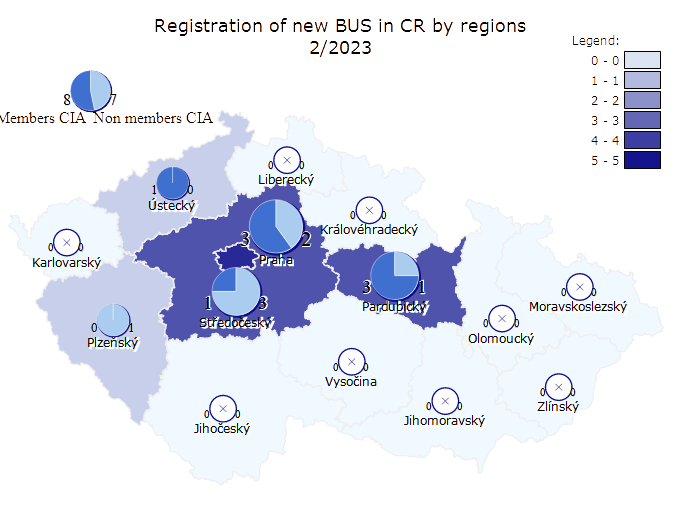 Registration of new BUS in CR by regions
2/2023
Legend:
0 - 0
1 - 1
2 - 2
3 - 3
4 - 4
5 - 5
8 7
Members CIA Non members CIA
0 0
Liberecký
1 0
Ústecký
0 0
Královéhradecký
3 2
Praha
0 0
Karlovarský
3 1
Pardubický
1 3
Středočeský
0 0
Moravskoslezský
0 1
Plzeňský
0 0
Olomoucký
0 0
Vysočina
0 0
Zlínský
0 0
Jihomoravský
0 0
Jihočeský